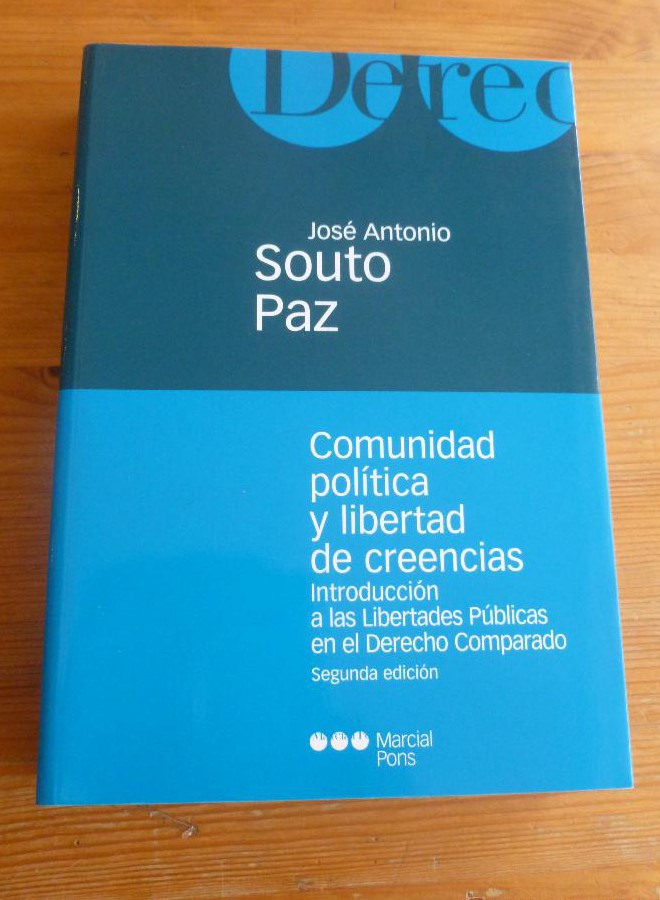 Derec
José Antonio
Souto
Paz
Comunidad
política
y libertad
de creencias
Introducción
a las Libertades Públicas
en el Derecho Comparado
Segunda edición
Marcial
Pons